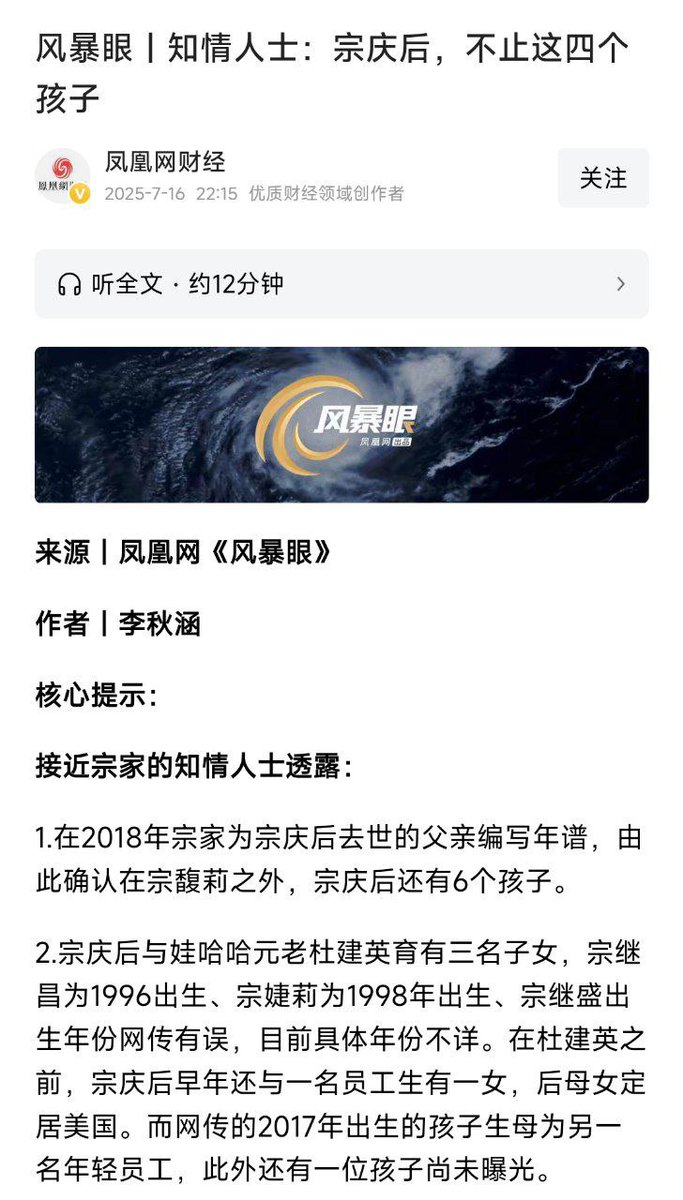 风暴眼丨知情人士：宗庆后，不止这四个
孩子
凤凰网财经
鳳凰網
2025-7-16 22:15 优质财经领域创作者
关注
听全文 · 约12分钟
风暴眼
凤凰网 出品
来源丨凤凰网《风暴眼》
作者丨李秋涵
核心提示：
接近宗家的知情人士透露：
1.在2018年宗家为宗庆后去世的父亲编写年谱，由
此确认在宗馥莉之外，宗庆后还有6个孩子。
2.宗庆后与娃哈哈元老杜建英育有三名子女，宗继
昌为1996出生、宗婕莉为1998年出生、宗继盛出
生年份网传有误，目前具体年份不详。在杜建英之
前，宗庆后早年还与一名员工生有一女，后母女定
居美国。而网传的2017年出生的孩子生母为另一
名年轻员工，此外还有一位孩子尚未曝光。